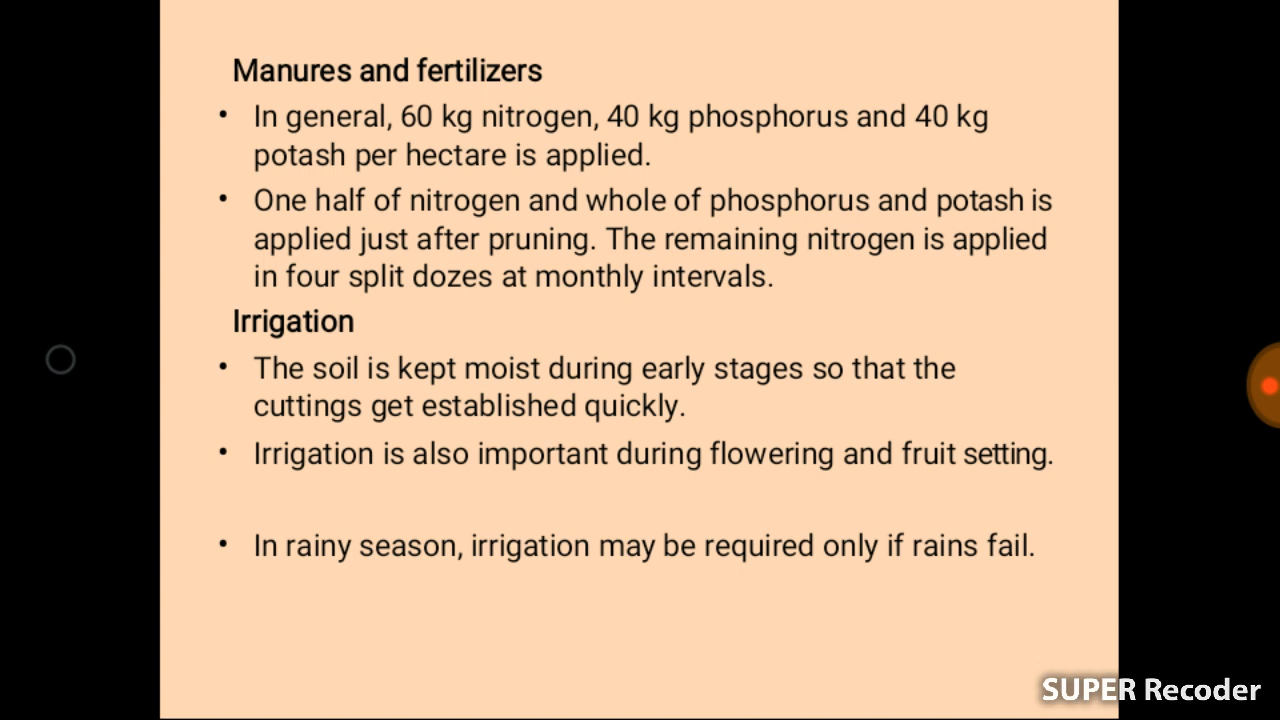 Manures and fertilizers
• In general, 60 kg nitrogen, 40 kg phosphorus and 40 kg
potash per hectare is applied.
• One half of nitrogen and whole of phosphorus and potash is
applied just after pruning. The remaining nitrogen is applied
in four split dozes at monthly intervals.
Irrigation
• The soil is kept moist during early stages so that the
cuttings get established quickly.
• Irrigation is also important during flowering and fruit setting.
• In rainy season, irrigation may be required only if rains fail.
SUPER Recoder